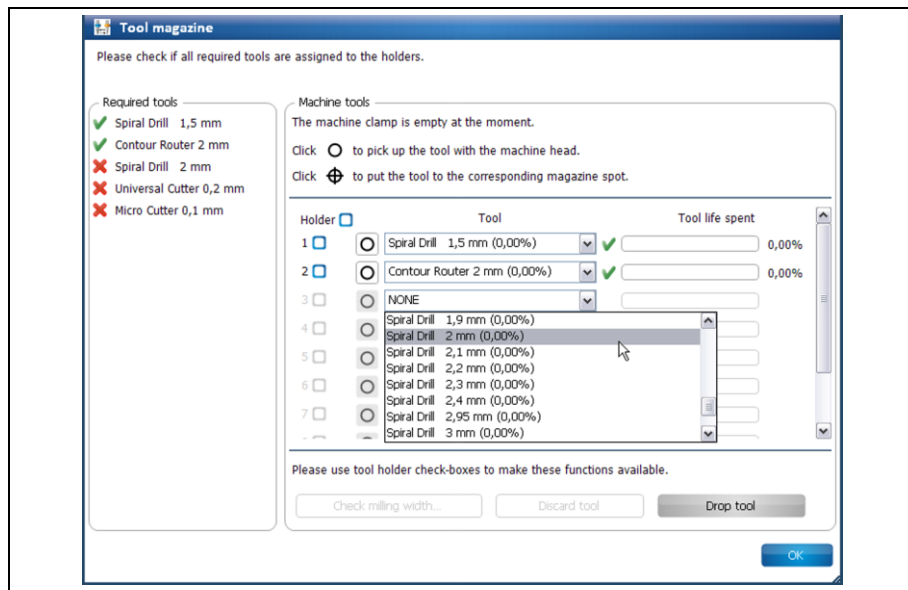 Tool magazine
Please check if all required tools are assigned to the holders.
Required tools
Spiral Drill 1,5 mm
Contour Router 2 mm
Spiral Drill 2 mm
Universal Cutter 0,2 mm
Micro Cutter 0,1 mm
Machine tools
The machine clamp is empty at the moment.
Click to pick up the tool with the machine head.
Click to put the tool to the corresponding magazine spot.
Holder Tool Tool life spent
1 Spiral Drill 1,5 mm (0,00%) 0,00%
2 Contour Router 2 mm (0,00%) 0,00%
3 NONE
Spiral Drill 1,9 mm (0,00%)
4 Spiral Drill 2 mm (0,00%)
5 Spiral Drill 2,1 mm (0,00%)
Spiral Drill 2,2 mm (0,00%)
6 Spiral Drill 2,3 mm (0,00%)
Spiral Drill 2,4 mm (0,00%)
7 Spiral Drill 2,95 mm (0,00%)
Spiral Drill 3 mm (0,00%)
Please use tool holder check-boxes to make these functions available.
Check milling width... Discard tool Drop tool
OK